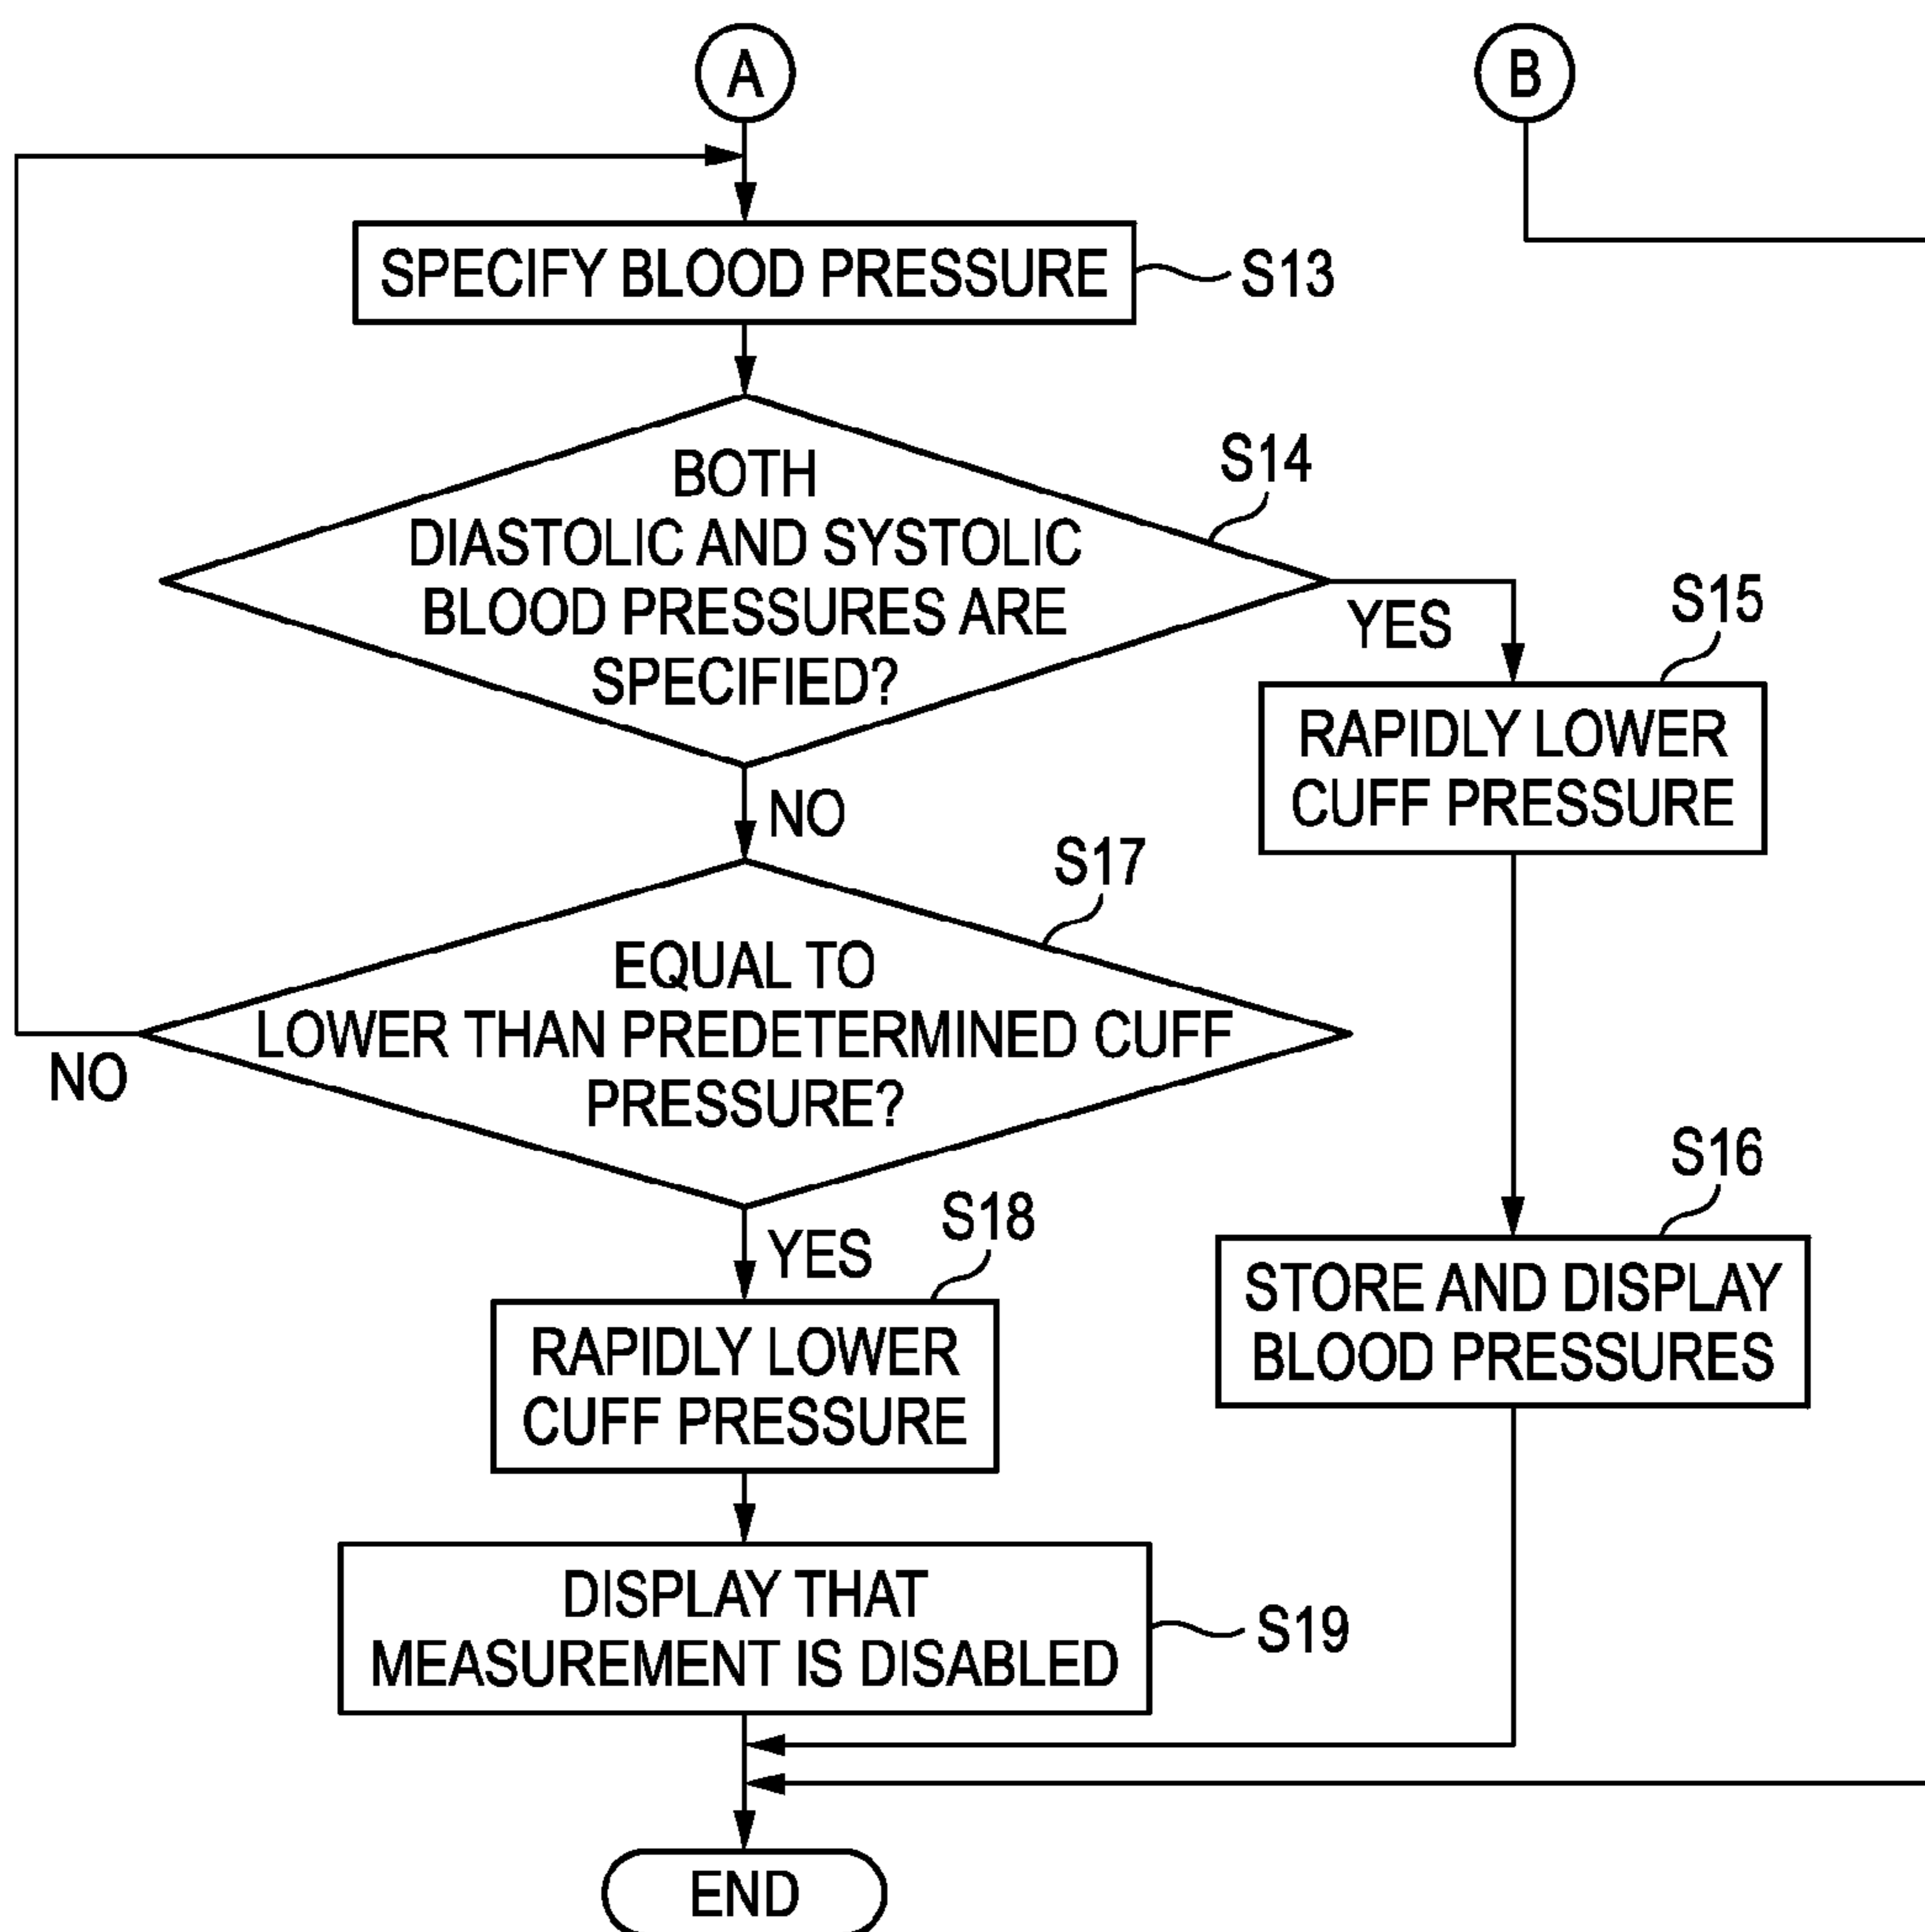 A
B
SPECIFY BLOOD PRESSURE
S13
BOTH
DIASTOLIC AND SYSTOLIC
BLOOD PRESSURES ARE
SPECIFIED?
S14
YES
S15
RAPIDLY LOWER
CUFF PRESSURE
NO
S17
EQUAL TO
LOWER THAN PREDETERMINED CUFF
PRESSURE?
NO
S16
STORE AND DISPLAY
BLOOD PRESSURES
YES
S18
RAPIDLY LOWER
CUFF PRESSURE
DISPLAY THAT
MEASUREMENT IS DISABLED
S19
END